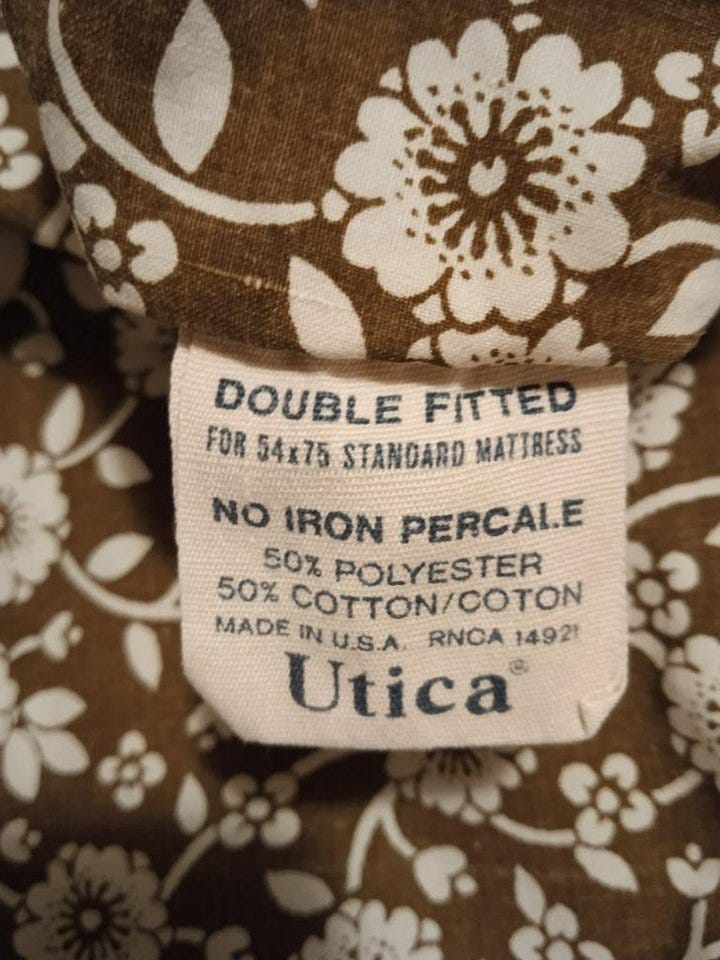 DOUBLE FITTED
FOR 54x75 STANDARD MATTRESS
NO IRON PERCALE
50% POLYESTER
50% COTTON/COTON
MADE IN U.S.A. RNCA 14921
Utica®